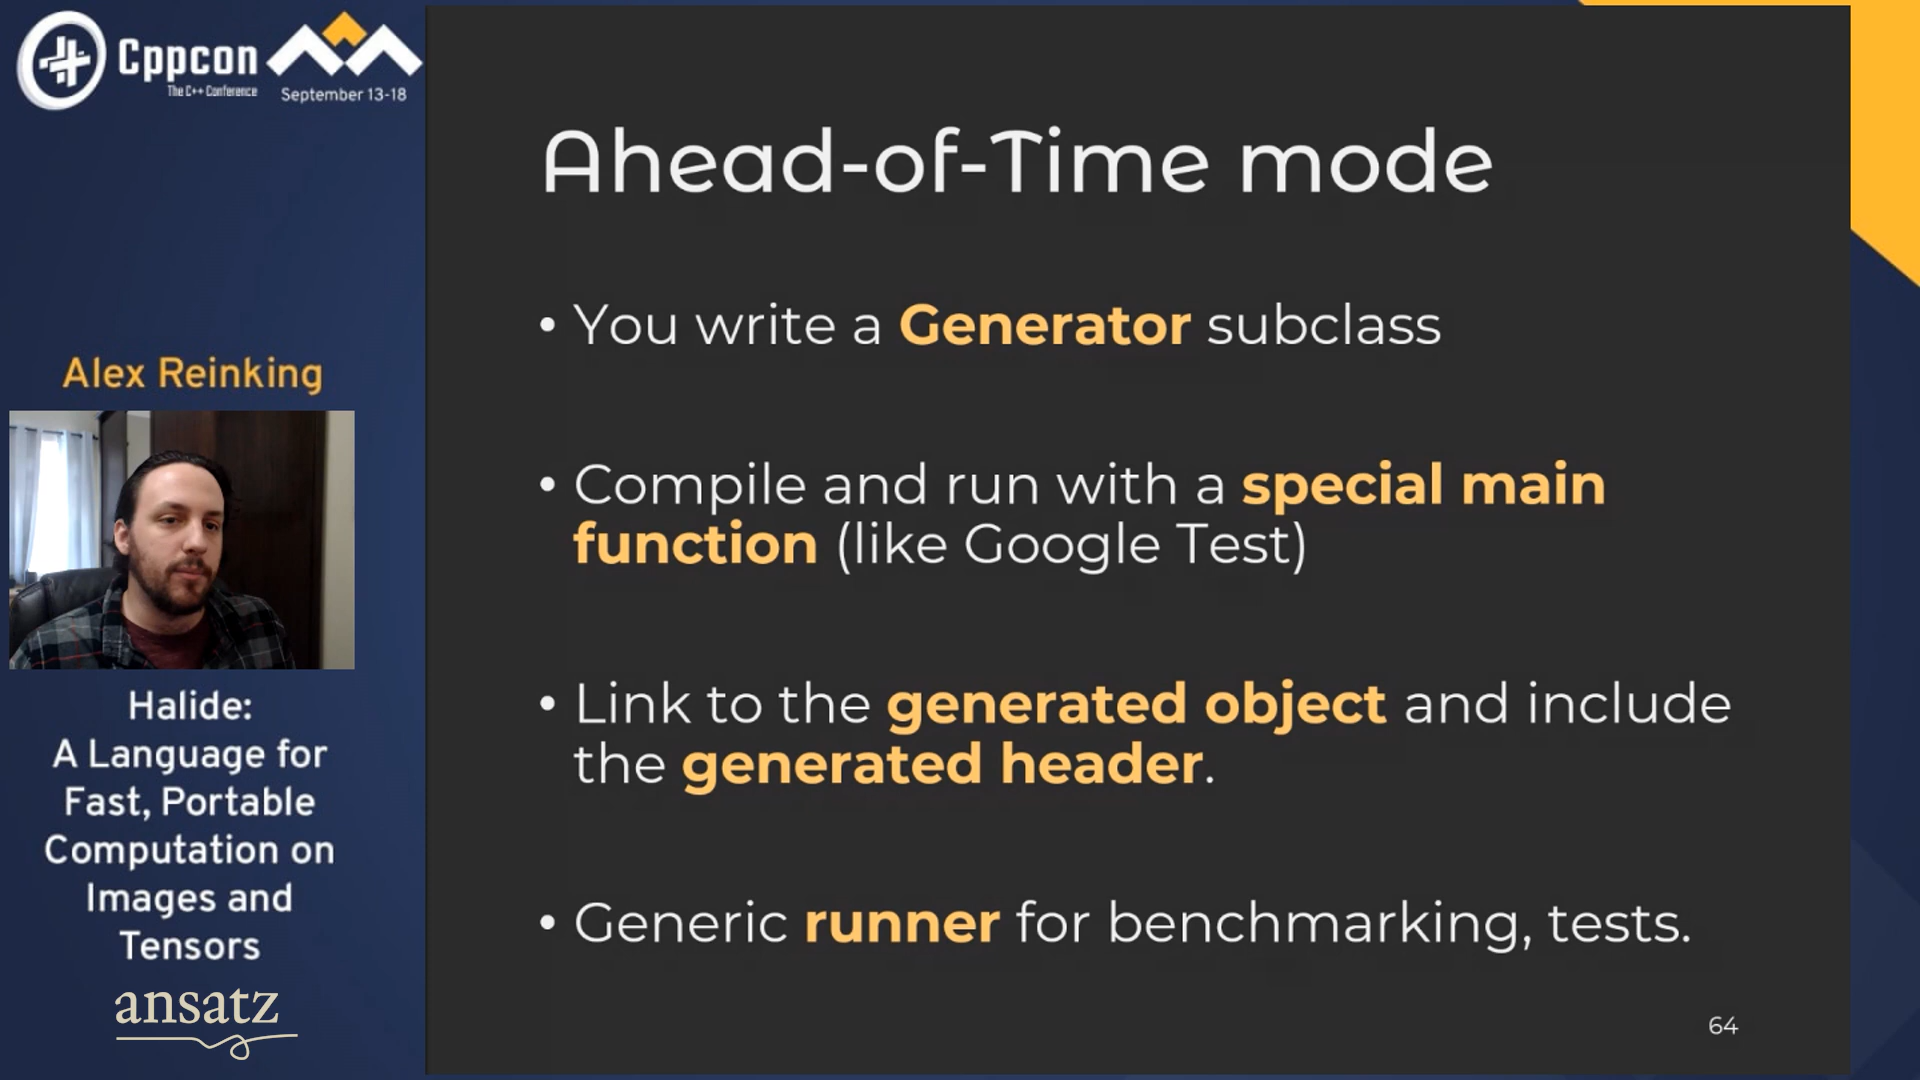 Cppcon
The C++ Conference
September 13-18
Alex Reinking
Halide:
A Language for
Fast, Portable
Computation on
Images and
Tensors
ansatz
Ahead-of-Time mode
• You write a Generator subclass
• Compile and run with a special main
function (like Google Test)
• Link to the generated object and include
the generated header.
• Generic runner for benchmarking, tests.
64